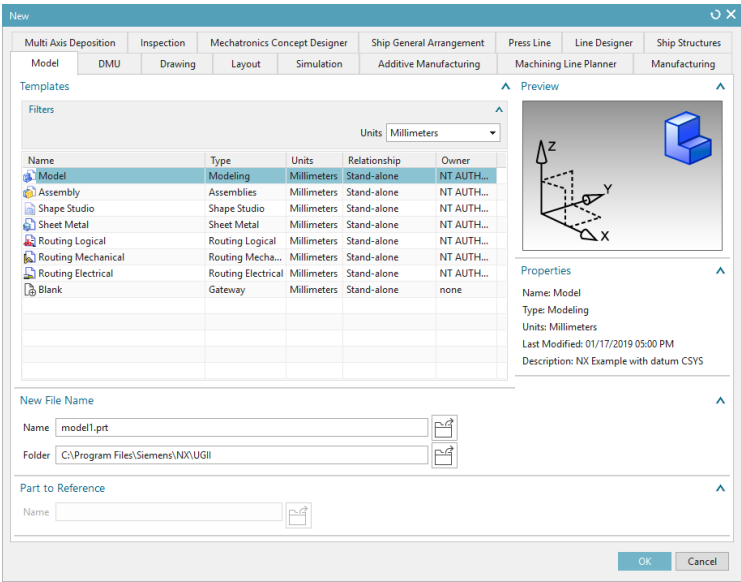 New
Multi Axis Deposition Inspection Mechatronics Concept Designer Ship General Arrangement Press Line Line Designer Ship Structures
Model DMU Drawing Layout Simulation Additive Manufacturing Machining Line Planner Manufacturing
Templates
Filters
Units Millimeters
Name Type Units Relationship Owner
Model Modeling Millimeters Stand-alone NT AUTH...
Assembly Assemblies Millimeters Stand-alone NT AUTH...
Shape Studio Shape Studio Millimeters Stand-alone NT AUTH...
Sheet Metal Sheet Metal Millimeters Stand-alone NT AUTH...
Routing Logical Routing Logical Millimeters Stand-alone NT AUTH...
Routing Mechanical Routing Mecha... Millimeters Stand-alone NT AUTH...
Routing Electrical Routing Electrical Millimeters Stand-alone NT AUTH...
Blank Gateway Millimeters Stand-alone none
Preview
Z
Y
X
Properties
Name: Model
Type: Modeling
Units: Millimeters
Last Modified: 01/17/2019 05:00 PM
Description: NX Example with datum CSYS
New File Name
Name model1.prt
Folder C:\Program Files\Siemens\NX\UGII
Part to Reference
Name
OK Cancel